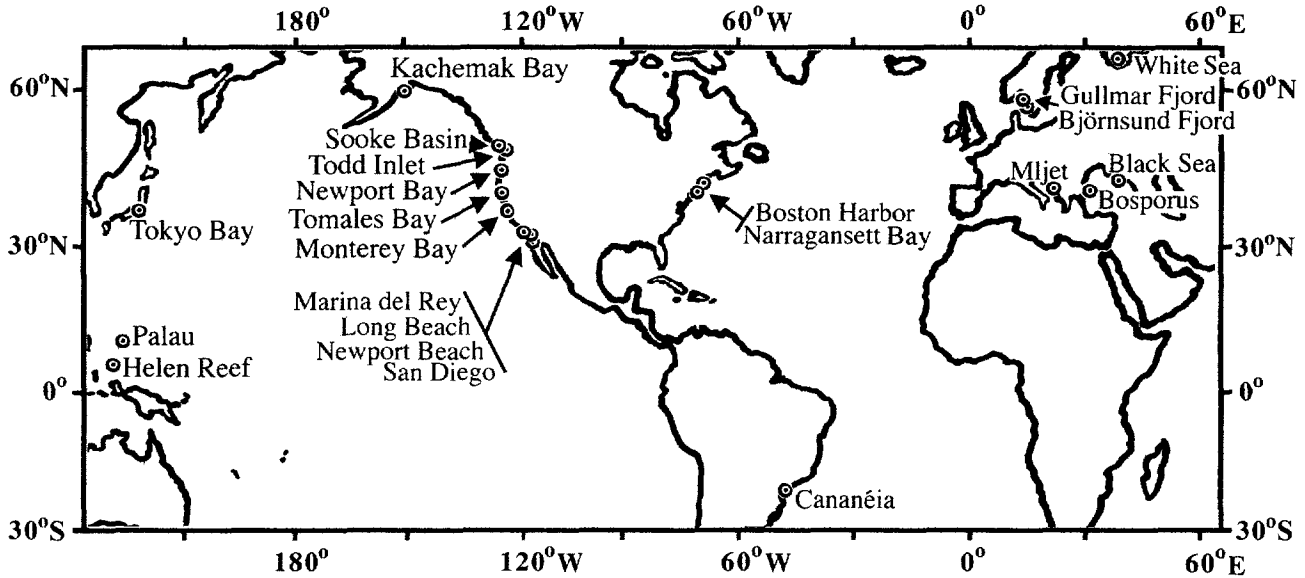 180° 120°W 60°W 0° 60°E
Kachemak Bay
White Sea
60°N
60°N
Gullmar Fjord
Björnsund Fjord
Sooke Basin
Todd Inlet
Newport Bay
Tomales Bay
Monterey Bay
Mljet
Black Sea
Bosporus
Boston Harbor
Narragansett Bay
Tokyo Bay
30°N
30°N
Marina del Rey
Long Beach
Newport Beach
San Diego
Palau
Helen Reef
0°
0°
Cananéia
30°S
30°S
180° 120°W 60°W 0° 60°E